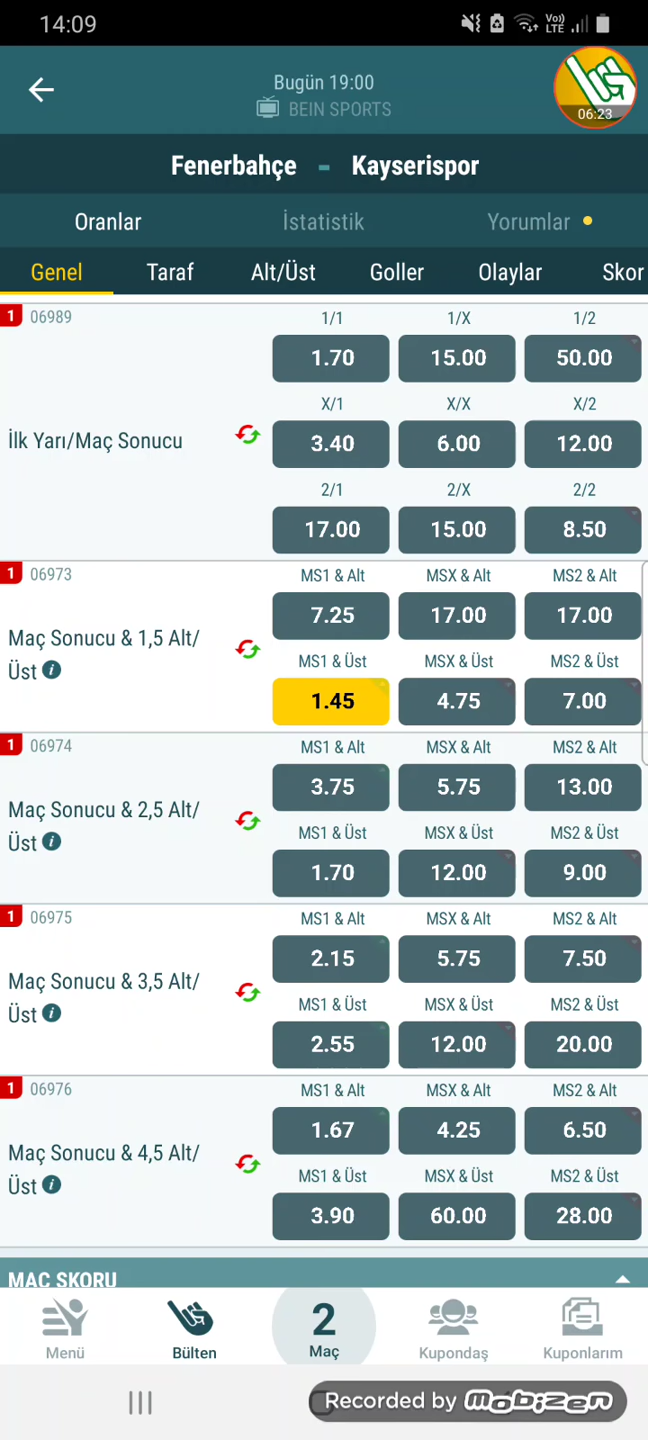 14:09
Vo))
LTE
Bugün 19:00
BEIN SPORTS
06:23
Fenerbahçe - Kayserispor
Oranlar İstatistik Yorumlar
Genel Taraf Alt/Üst Goller Olaylar Skor
1 06989 1/1 1/X 1/2
1.70 15.00 50.00
X/1 X/X X/2
İlk Yarı/Maç Sonucu 3.40 6.00 12.00
2/1 2/X 2/2
17.00 15.00 8.50
1 06973 MS1 & Alt MSX & Alt MS2 & Alt
7.25 17.00 17.00
Maç Sonucu & 1,5 Alt/
Üst i MS1 & Üst MSX & Üst MS2 & Üst
1.45 4.75 7.00
1 06974 MS1 & Alt MSX & Alt MS2 & Alt
3.75 5.75 13.00
Maç Sonucu & 2,5 Alt/
Üst i MS1 & Üst MSX & Üst MS2 & Üst
1.70 12.00 9.00
1 06975 MS1 & Alt MSX & Alt MS2 & Alt
2.15 5.75 7.50
Maç Sonucu & 3,5 Alt/
Üst i MS1 & Üst MSX & Üst MS2 & Üst
2.55 12.00 20.00
1 06976 MS1 & Alt MSX & Alt MS2 & Alt
1.67 4.25 6.50
Maç Sonucu & 4,5 Alt/
Üst i MS1 & Üst MSX & Üst MS2 & Üst
3.90 60.00 28.00
MAÇ SKORU
2
Menü Bülten Maç Kupondaş Kuponlarım
Recorded by mobizen